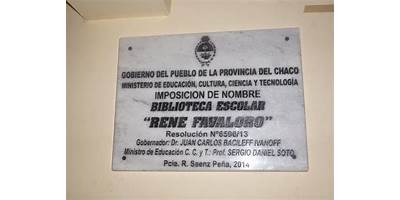 GOBIERNO DEL PUEBLO DE LA PROVINCIA DEL CHACO
MINISTERIO DE EDUCACIÓN, CULTURA, CIENCIA Y TECNOLOGÍA
IMPOSICION DE NOMBRE
BIBLIOTECA ESCOLAR
"RENE FAVALORO"
Resolución N°6596/13
Gobernador: Dr. JUAN CARLOS BACILEFF IVANOFF
Ministro de Educación C. C. y T.: Prof. SERGIO DANIEL SOTO
Pcia. R. Saenz Peña, 2014